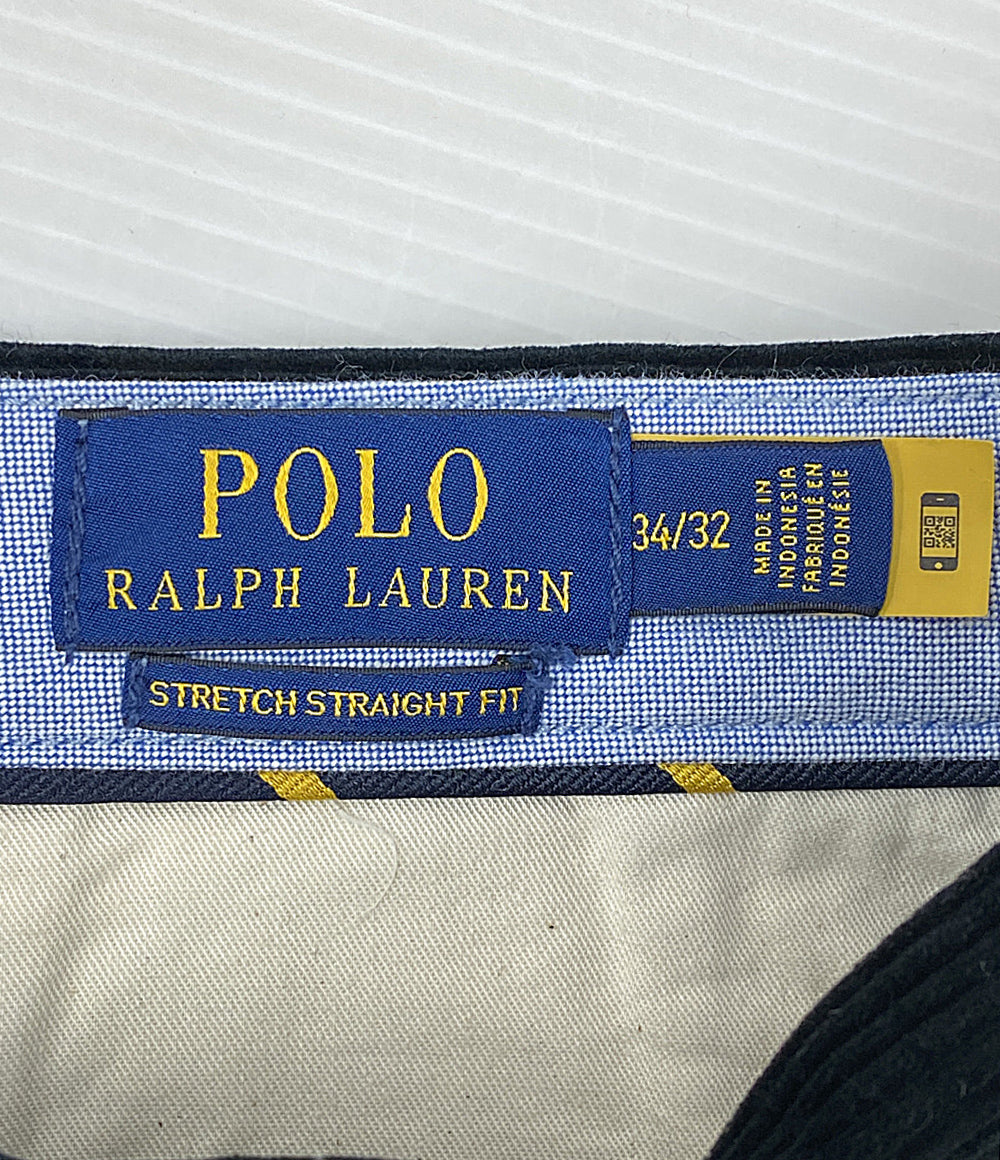 POLO
RALPH LAUREN
STRETCH STRAIGHT FIT
34/32
MADE IN
INDONESIA
FABRIQUÉ EN
INDONÉSIE